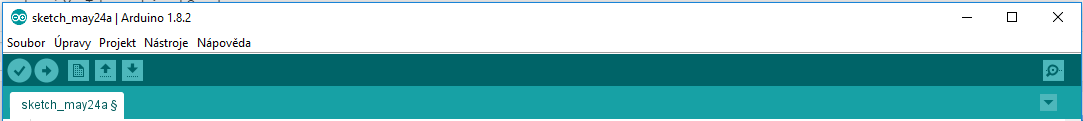 sketch_may24a | Arduino 1.8.2
Soubor Úpravy Projekt Nástroje Nápověda
sketch_may24a §